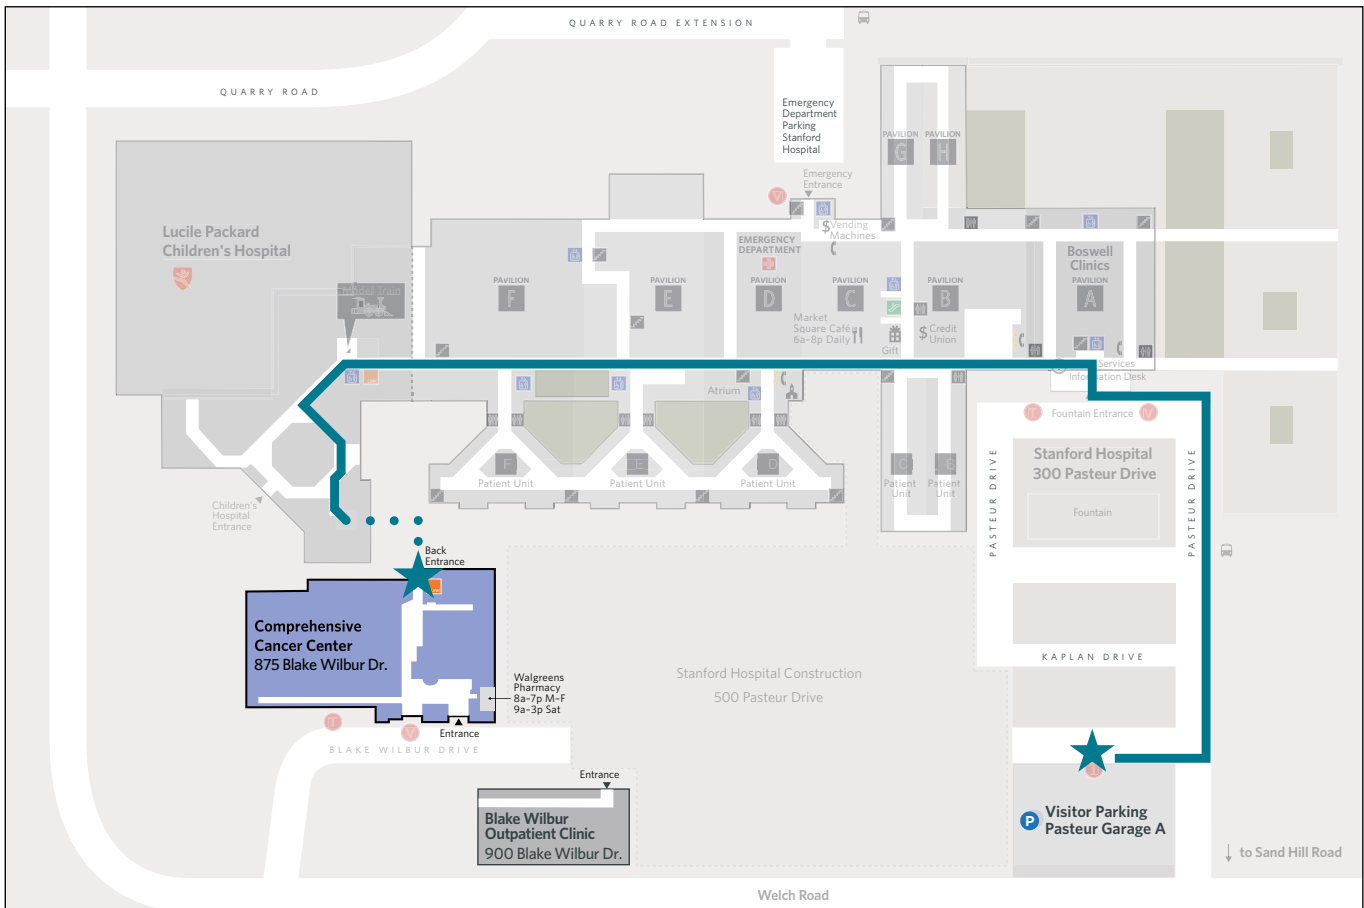 QUARRY ROAD EXTENSION
QUARRY ROAD
Emergency
Department
Parking
Stanford
Hospital
PAVILION
G
PAVILION
H
Emergency
Entrance
V
$Vending
Machines
Lucile Packard
Children's Hospital
Model Train
EMERGENCY
DEPARTMENT
Boswell
Clinics
PAVILION
F
PAVILION
E
PAVILION
D
PAVILION
C
PAVILION
B
PAVILION
A
Market
Square Café
6a–8p Daily
Gift
$ Credit
Union
Services
Information Desk
Atrium
T
Fountain Entrance
V
F
Patient Unit
E
Patient Unit
D
Patient Unit
C
Patient
Unit
E
Patient
Unit
PASTEUR DRIVE
Stanford Hospital
300 Pasteur Drive
Fountain
PASTEUR DRIVE
Children's
Hospital
Entrance
Back
Entrance
Comprehensive
Cancer Center
875 Blake Wilbur Dr.
Walgreens
Pharmacy
8a–7p M–F
9a–3p Sat
Entrance
T
V
BLAKE WILBUR DRIVE
Stanford Hospital Construction
500 Pasteur Drive
KAPLAN DRIVE
Entrance
Blake Wilbur
Outpatient Clinic
900 Blake Wilbur Dr.
T
P
Visitor Parking
Pasteur Garage A
to Sand Hill Road
Welch Road